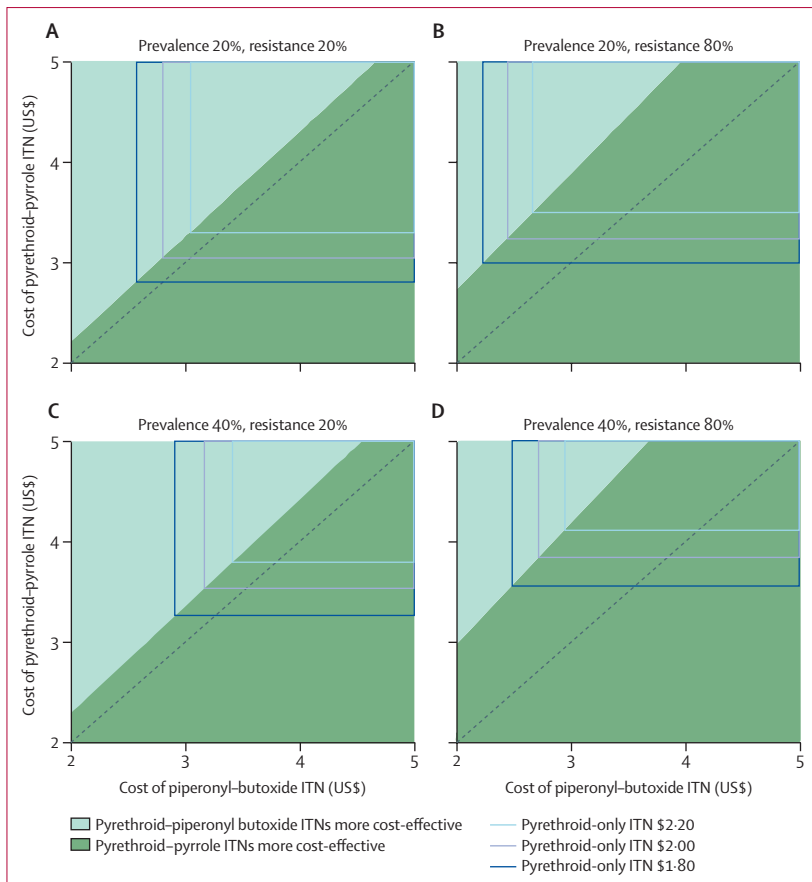 A
Prevalence 20%, resistance 20%
B
Prevalence 20%, resistance 80%
Cost of pyrethroid–pyrrole ITN (US$)
5
4
3
2
C
Prevalence 40%, resistance 20%
D
Prevalence 40%, resistance 80%
Cost of pyrethroid–pyrrole ITN (US$)
5
4
3
2
2 3 4 5
2 3 4 5
Cost of piperonyl–butoxide ITN (US$)
Cost of piperonyl–butoxide ITN (US$)
Pyrethroid–piperonyl butoxide ITNs more cost-effective
Pyrethroid–pyrrole ITNs more cost-effective
Pyrethroid-only ITN $2·20
Pyrethroid-only ITN $2·00
Pyrethroid-only ITN $1·80